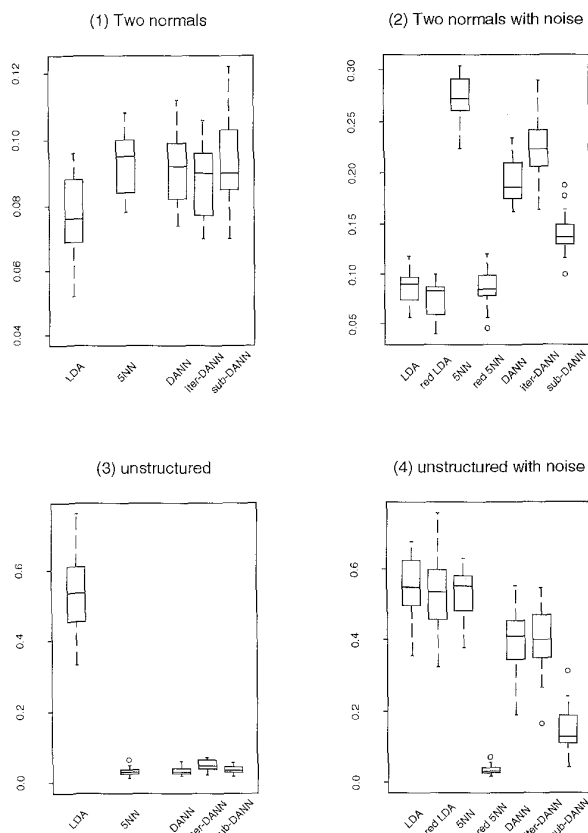 (1) Two normals
0.12
0.10
0.08
0.06
0.04
LDA
5NN
DANN
iter-DANN
sub-DANN
(2) Two normals with noise
0.30
0.25
0.20
0.15
0.10
0.05
LDA
red LDA
5NN
red 5NN
DANN
iter-DANN
sub-DANN
(3) unstructured
0.6
0.4
0.2
0.0
LDA
5NN
DANN
iter-DANN
sub-DANN
(4) unstructured with noise
0.6
0.4
0.2
0.0
LDA
red LDA
5NN
red 5NN
DANN
iter-DANN
sub-DANN